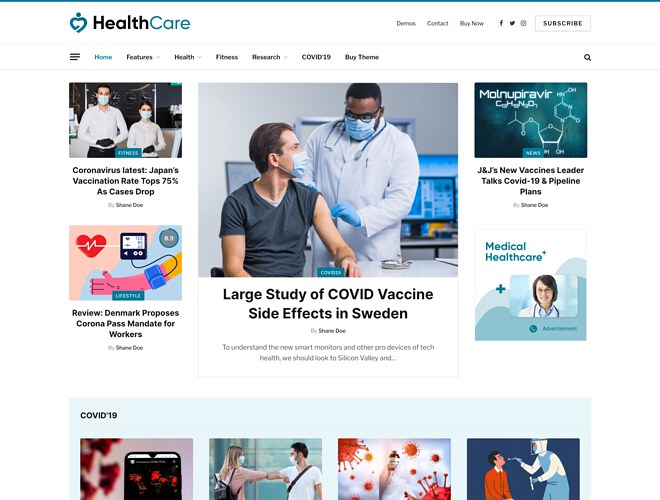 HealthCare
Demos
Contact
Buy Now
SUBSCRIBE
Home
Features
Health
Fitness
Research
COVID'19
Buy Theme
FITNESS
Coronavirus latest: Japan's
Vaccination Rate Tops 75%
As Cases Drop
By Shane Doe
8.9
LIFESTYLE
Review: Denmark Proposes
Corona Pass Mandate for
Workers
By Shane Doe
COVID19
Large Study of COVID Vaccine
Side Effects in Sweden
By Shane Doe
To understand the new smart monitors and other pro devices of tech
health, we should look to Silicon Valley and...
Molnupiravir
NEWS
J&J's New Vaccines Leader
Talks Covid-19 & Pipeline
Plans
By Shane Doe
Medical
Healthcare
Advertisement
COVID'19